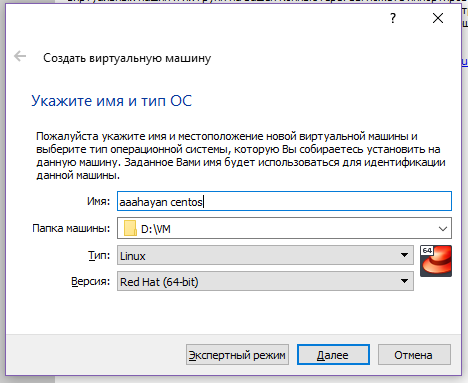 ?
Создать виртуальную машину
Укажите имя и тип ОС
Пожалуйста укажите имя и местоположение новой виртуальной машины и
выберите тип операционной системы, которую Вы собираетесь установить на
данную машину. Заданное Вами имя будет использоваться для идентификации
данной машины.
Имя: aaahayan centos
Папка машины: D:\VM
Тип: Linux
64
Версия: Red Hat (64-bit)
Экспертный режим Далее Отмена